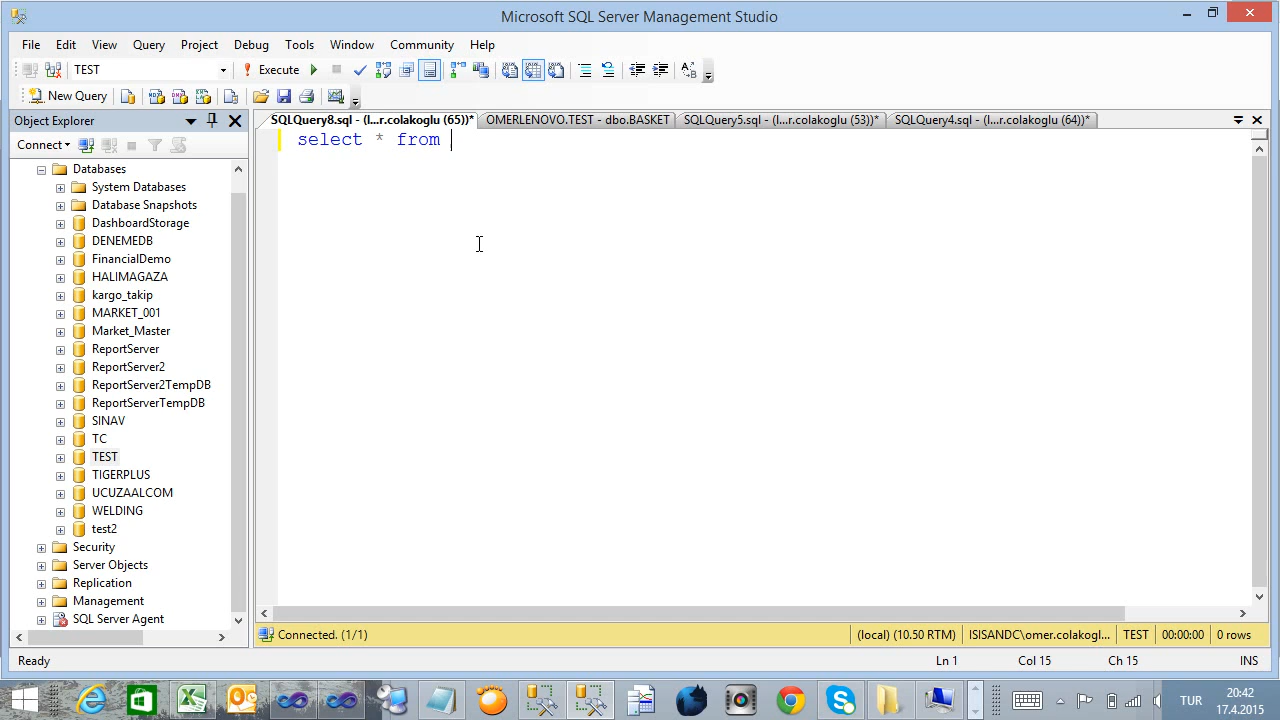 Microsoft SQL Server Management Studio
File Edit View Query Project Debug Tools Window Community Help
TEST Execute
New Query
Object Explorer
SQLQuery8.sql - (l...r.colakoglu (65))* OMERLENOVO.TEST - dbo.BASKET SQLQuery5.sql - (l...r.colakoglu (53))* SQLQuery4.sql - (l...r.colakoglu (64))*
Connect
select * from
Databases
System Databases
Database Snapshots
DashboardStorage
DENEMEDB
FinancialDemo
HALIMAGAZA
kargo_takip
MARKET_001
Market_Master
ReportServer
ReportServer2
ReportServer2TempDB
ReportServerTempDB
SINAV
TC
TEST
TIGERPLUS
UCUZAALCOM
WELDING
test2
Security
Server Objects
Replication
Management
SQL Server Agent
Connected. (1/1) (local) (10.50 RTM) ISISANDC\omer.colakogl... TEST 00:00:00 0 rows
Ready Ln 1 Col 15 Ch 15 INS
TUR 20:42
17.4.2015